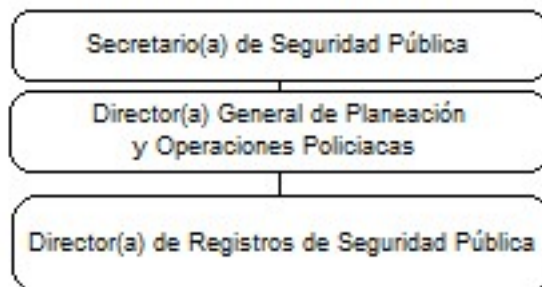 Secretario(a) de Seguridad Pública
Director(a) General de Planeación
y Operaciones Policiacas
Director(a) de Registros de Seguridad Pública